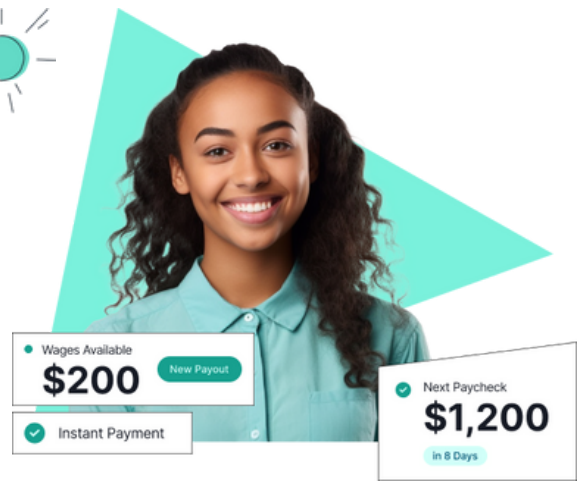 Wages Available
$200
New Payout
Instant Payment
Next Paycheck
$1,200
in 8 Days